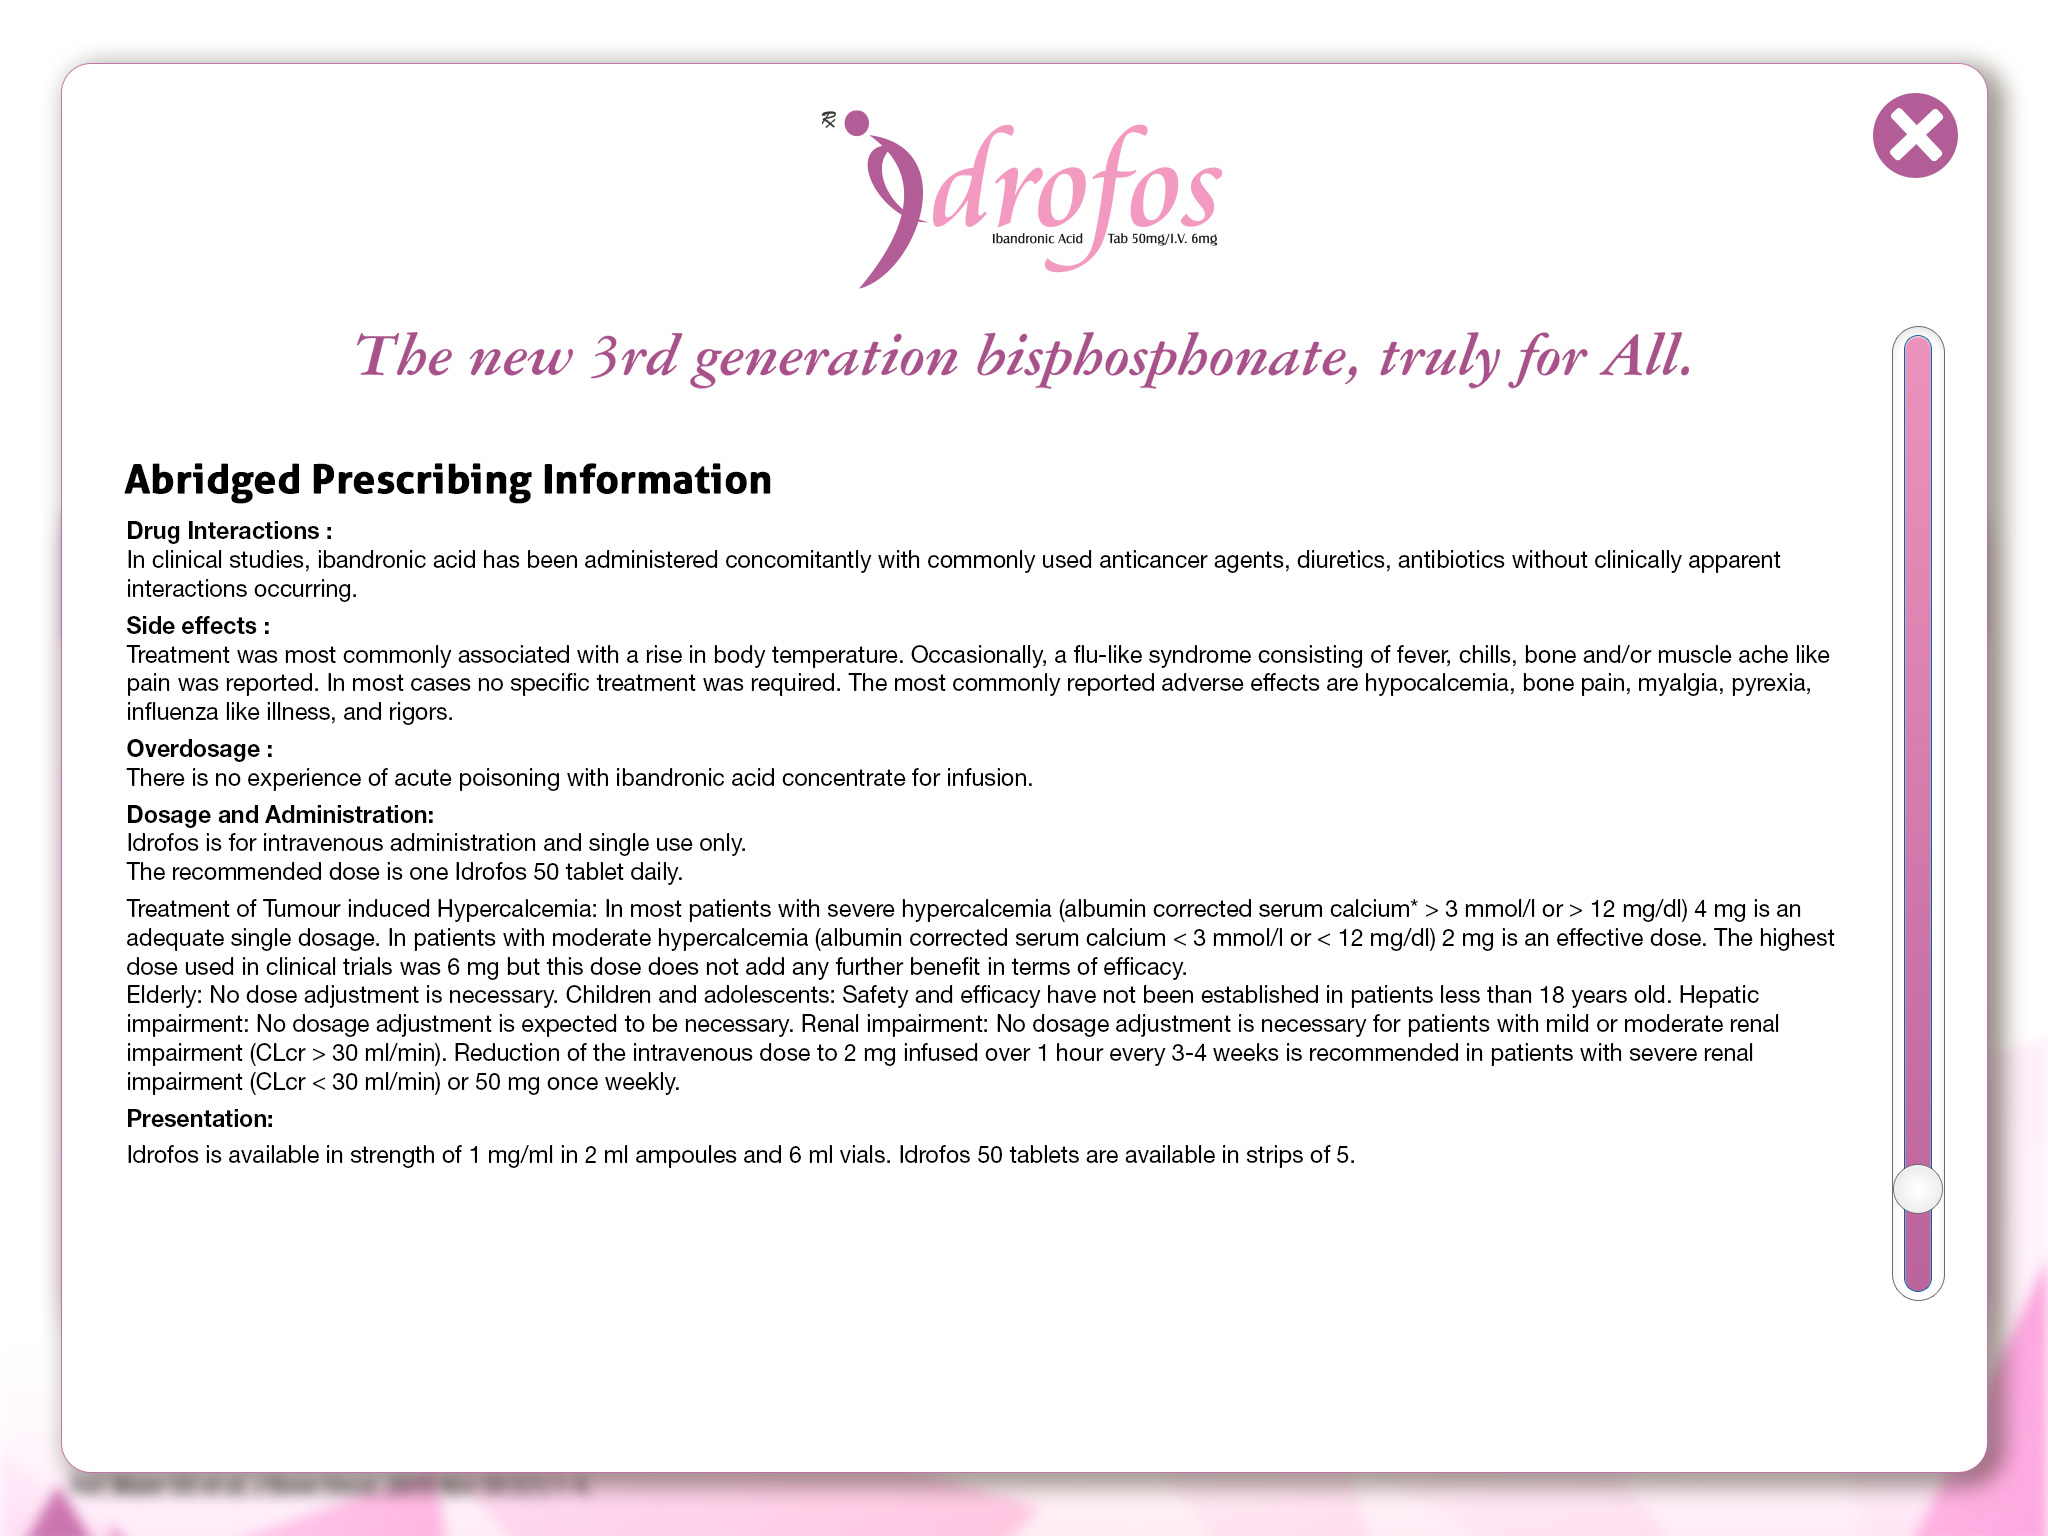 ℞ Idrofos
Ibandronic Acid Tab 50mg/I.V. 6mg
The new 3rd generation bisphosphonate, truly for All.
Abridged Prescribing Information
Drug Interactions :
In clinical studies, ibandronic acid has been administered concomitantly with commonly used anticancer agents, diuretics, antibiotics without clinically apparent
interactions occurring.
Side effects :
Treatment was most commonly associated with a rise in body temperature. Occasionally, a flu-like syndrome consisting of fever, chills, bone and/or muscle ache like
pain was reported. In most cases no specific treatment was required. The most commonly reported adverse effects are hypocalcemia, bone pain, myalgia, pyrexia,
influenza like illness, and rigors.
Overdosage :
There is no experience of acute poisoning with ibandronic acid concentrate for infusion.
Dosage and Administration:
Idrofos is for intravenous administration and single use only.
The recommended dose is one Idrofos 50 tablet daily.
Treatment of Tumour induced Hypercalcemia: In most patients with severe hypercalcemia (albumin corrected serum calcium* > 3 mmol/l or > 12 mg/dl) 4 mg is an
adequate single dosage. In patients with moderate hypercalcemia (albumin corrected serum calcium < 3 mmol/l or < 12 mg/dl) 2 mg is an effective dose. The highest
dose used in clinical trials was 6 mg but this dose does not add any further benefit in terms of efficacy.
Elderly: No dose adjustment is necessary. Children and adolescents: Safety and efficacy have not been established in patients less than 18 years old. Hepatic
impairment: No dosage adjustment is expected to be necessary. Renal impairment: No dosage adjustment is necessary for patients with mild or moderate renal
impairment (CLcr > 30 ml/min). Reduction of the intravenous dose to 2 mg infused over 1 hour every 3-4 weeks is recommended in patients with severe renal
impairment (CLcr < 30 ml/min) or 50 mg once weekly.
Presentation:
Idrofos is available in strength of 1 mg/ml in 2 ml ampoules and 6 ml vials. Idrofos 50 tablets are available in strips of 5.